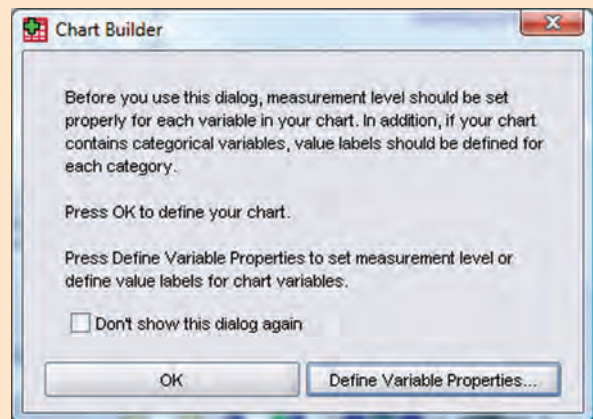 Chart Builder
Before you use this dialog, measurement level should be set
properly for each variable in your chart. In addition, if your chart
contains categorical variables, value labels should be defined for
each category.
Press OK to define your chart.
Press Define Variable Properties to set measurement level or
define value labels for chart variables.
Don't show this dialog again
OK
Define Variable Properties...